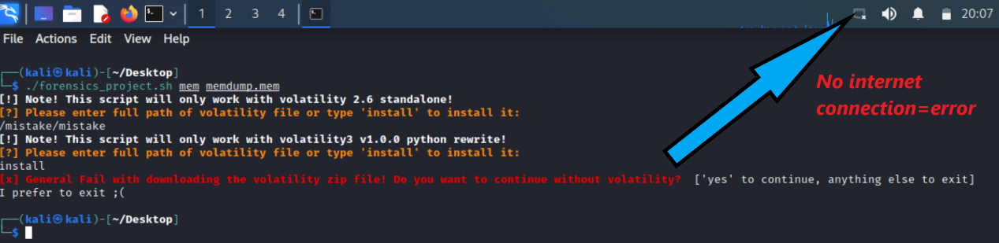 1 2 3 4 20:07
File Actions Edit View Help
┌──(kali㉿kali)-[~/Desktop]
└─$ ./forensics_project.sh mem memdump.mem
[!] Note! This script will only work with volatility 2.6 standalone!
[?] Please enter full path of volatility file or type 'install' to install it:
/mistake/mistake
[!] Note! This script will only work with volatility3 v1.0.0 python rewrite!
[?] Please enter full path of volatility file or type 'install' to install it:
install
[x] General Fail with downloading the volatility zip file! Do you want to continue without volatility?  ['yes' to continue, anything else to exit]
I prefer to exit ;(
┌──(kali㉿kali)-[~/Desktop]
└─$
No internet
connection=error